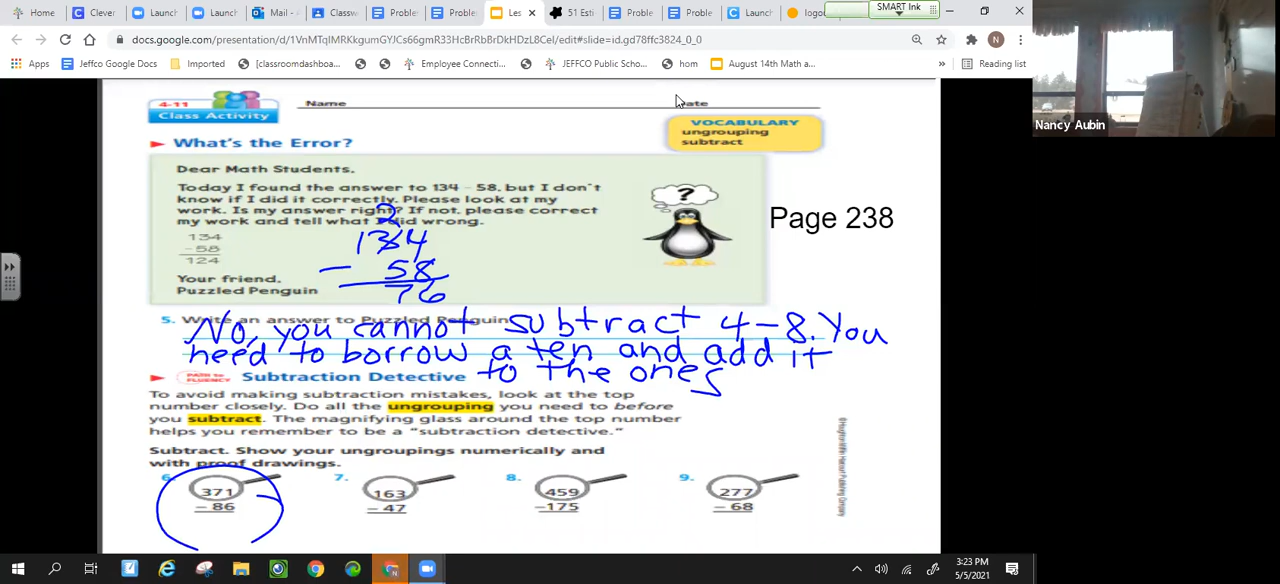 Home
Clever
Launch
Launch
Mail -
Classw
Proble
Proble
Les
51 Esti
Proble
Proble
Launch
logo
SMART Ink
docs.google.com/presentation/d/1VnMTqIMRKkgumGYJCs66gmR33HcBrRbBrDkHDzL8CeI/edit#slide=id.gd78ffc3824_0_0
N
Apps
Jeffco Google Docs
Imported
[classroomdashboa...
Employee Connecti...
JEFFCO Public Scho...
hom
August 14th Math a...
»
Reading list
Nancy Aubin
4-11
Class Activity
Name
Date
VOCABULARY
ungrouping
subtract
What's the Error?
Dear Math Students,
Today I found the answer to 134 – 58, but I don't
know if I did it correctly. Please look at my
work. Is my answer right? If not, please correct
my work and tell what I did wrong.
134
-58
124
Your friend,
Puzzled Penguin
?
2
134
- 58
76
Page 238
5. Write an answer to Puzzled Penguin
No, you cannot subtract 4-8. You
need to borrow a ten and add it
to the ones
PATH to FLUENCY Subtraction Detective
To avoid making subtraction mistakes, look at the top
number closely. Do all the ungrouping you need to before
you subtract. The magnifying glass around the top number
helps you remember to be a "subtraction detective."
Subtract. Show your ungroupings numerically and
with proof drawings.
6. 371
- 86
7. 163
- 47
8. 459
-175
9. 277
- 68
3:23 PM
5/5/2021